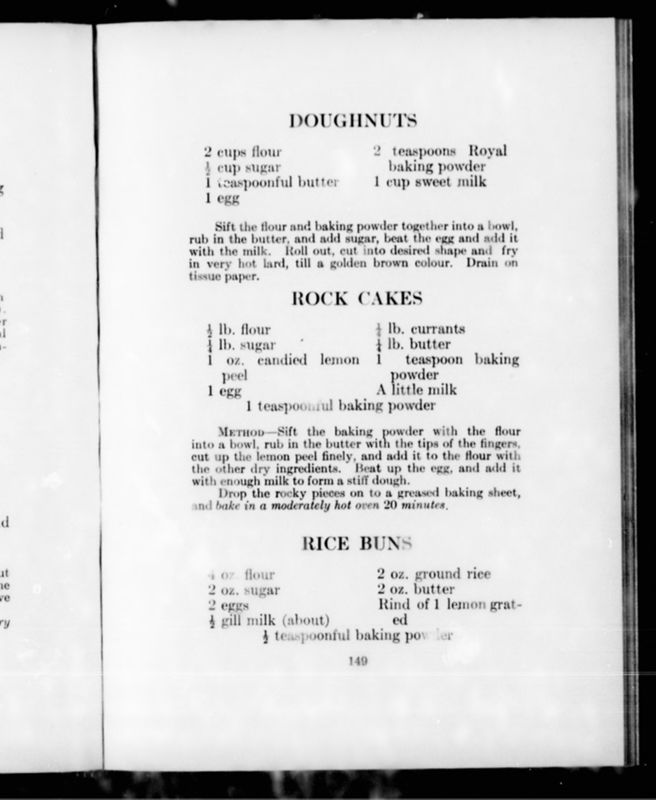 DOUGHNUTS
2 cups flour
½ cup sugar
1 teaspoonful butter
1 egg
2 teaspoons Royal
baking powder
1 cup sweet milk
Sift the flour and baking powder together into a bowl,
rub in the butter, and add sugar, beat the egg and add it
with the milk. Roll out, cut into desired shape and fry
in very hot lard, till a golden brown colour. Drain on
tissue paper.
ROCK CAKES
½ lb. flour
¼ lb. sugar
1 oz. candied lemon
peel
1 egg
lb. currants
¼ lb. butter
1 teaspoon baking
powder
A little milk
1 teaspoonful baking powder
METHOD—Sift the baking powder with the flour
into a bowl, rub in the butter with the tips of the fingers,
cut up the lemon peel finely, and add it to the flour with
the other dry ingredients. Beat up the egg, and add it
with enough milk to form a stiff dough.
Drop the rocky pieces on to a greased baking sheet,
and bake in a moderately hot oven 20 minutes.
RICE BUNS
4 oz. flour
2 oz. sugar
2 eggs
½ gill milk (about)
2 oz. ground rice
2 oz. butter
Rind of 1 lemon grat-
ed
½ teaspoonful baking powder
149